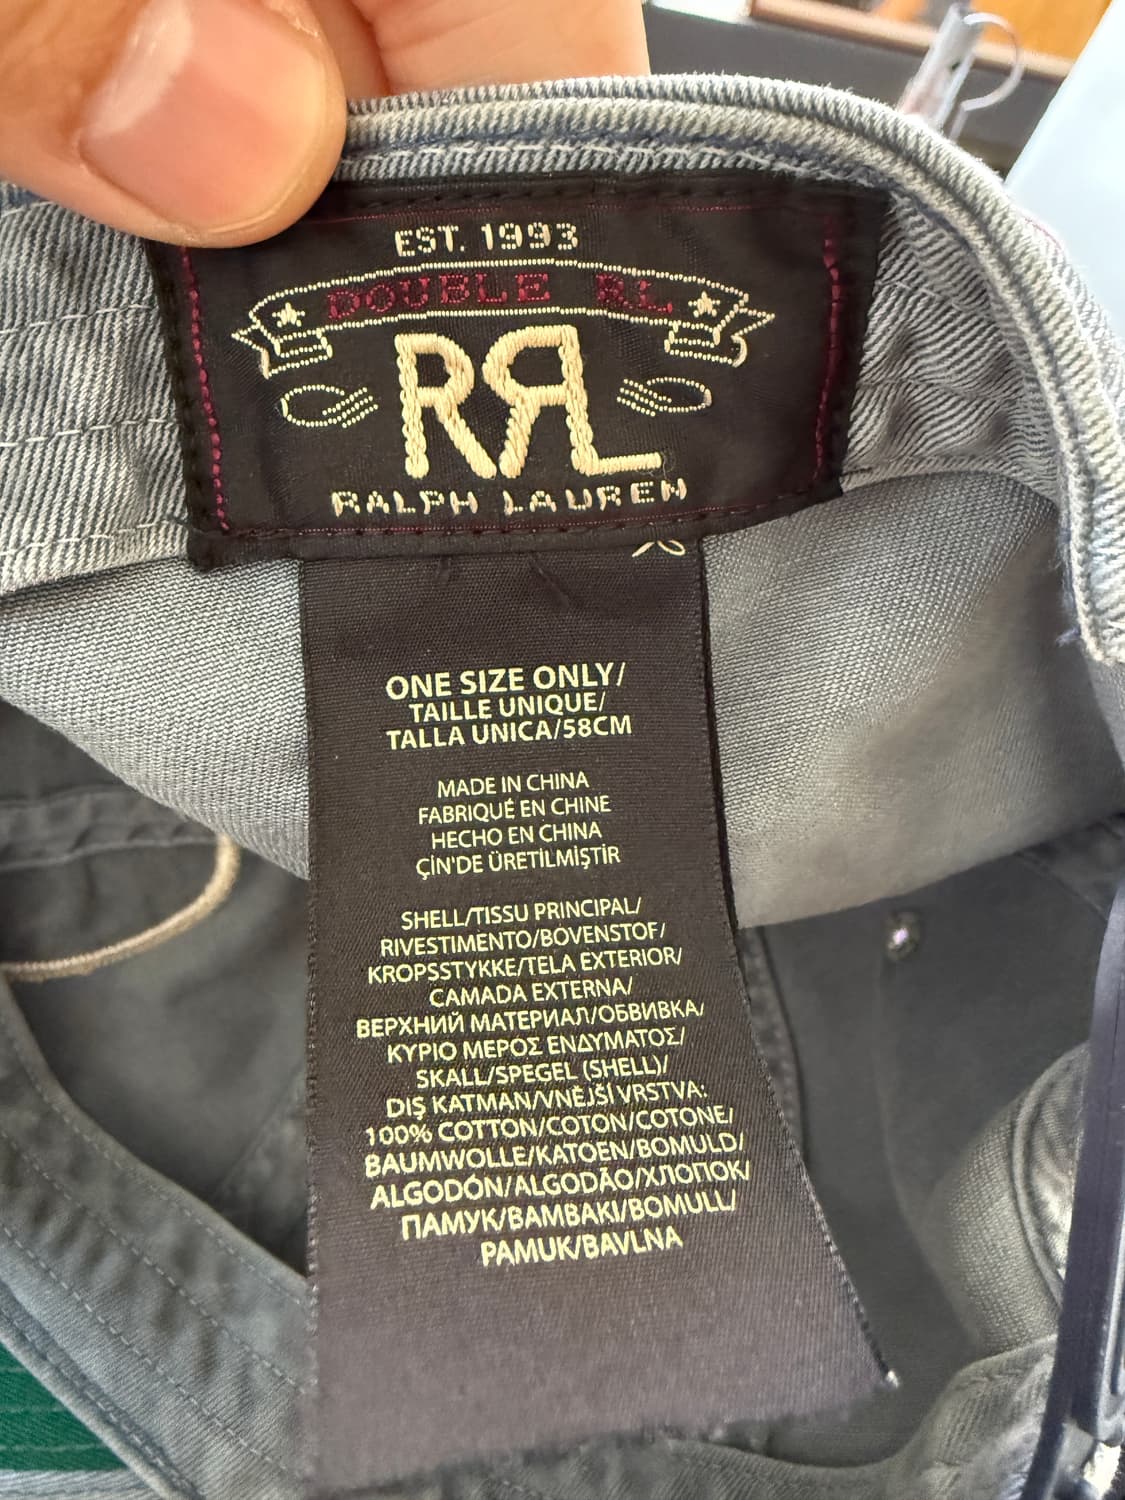 EST. 1993
DOUBLE RL
RRL
RALPH LAUREN
ONE SIZE ONLY/
TAILLE UNIQUE/
TALLA UNICA/58CM
MADE IN CHINA
FABRIQUÉ EN CHINE
HECHO EN CHINA
ÇİN'DE ÜRETİLMİŞTİR
SHELL/TISSU PRINCIPAL/
RIVESTIMENTO/BOVENSTOF/
KROPSSTYKKE/TELA EXTERIOR/
CAMADA EXTERNA/
ВЕРХНИЙ МАТЕРИАЛ/ОБВИВКА/
ΚΥΡΙΟ ΜΕΡΟΣ ΕΝΔΥΜΑΤΟΣ/
SKALL/SPEGEL (SHELL)/
DIŞ KATMAN/VNĚJŠÍ VRSTVA:
100% COTTON/COTON/COTONE/
BAUMWOLLE/KATOEN/BOMULD/
ALGODÓN/ALGODÃO/ХЛОПОК/
ПАМУК/ΒΑΜΒΑΚΙ/BOMULL/
PAMUK/BAVLNA